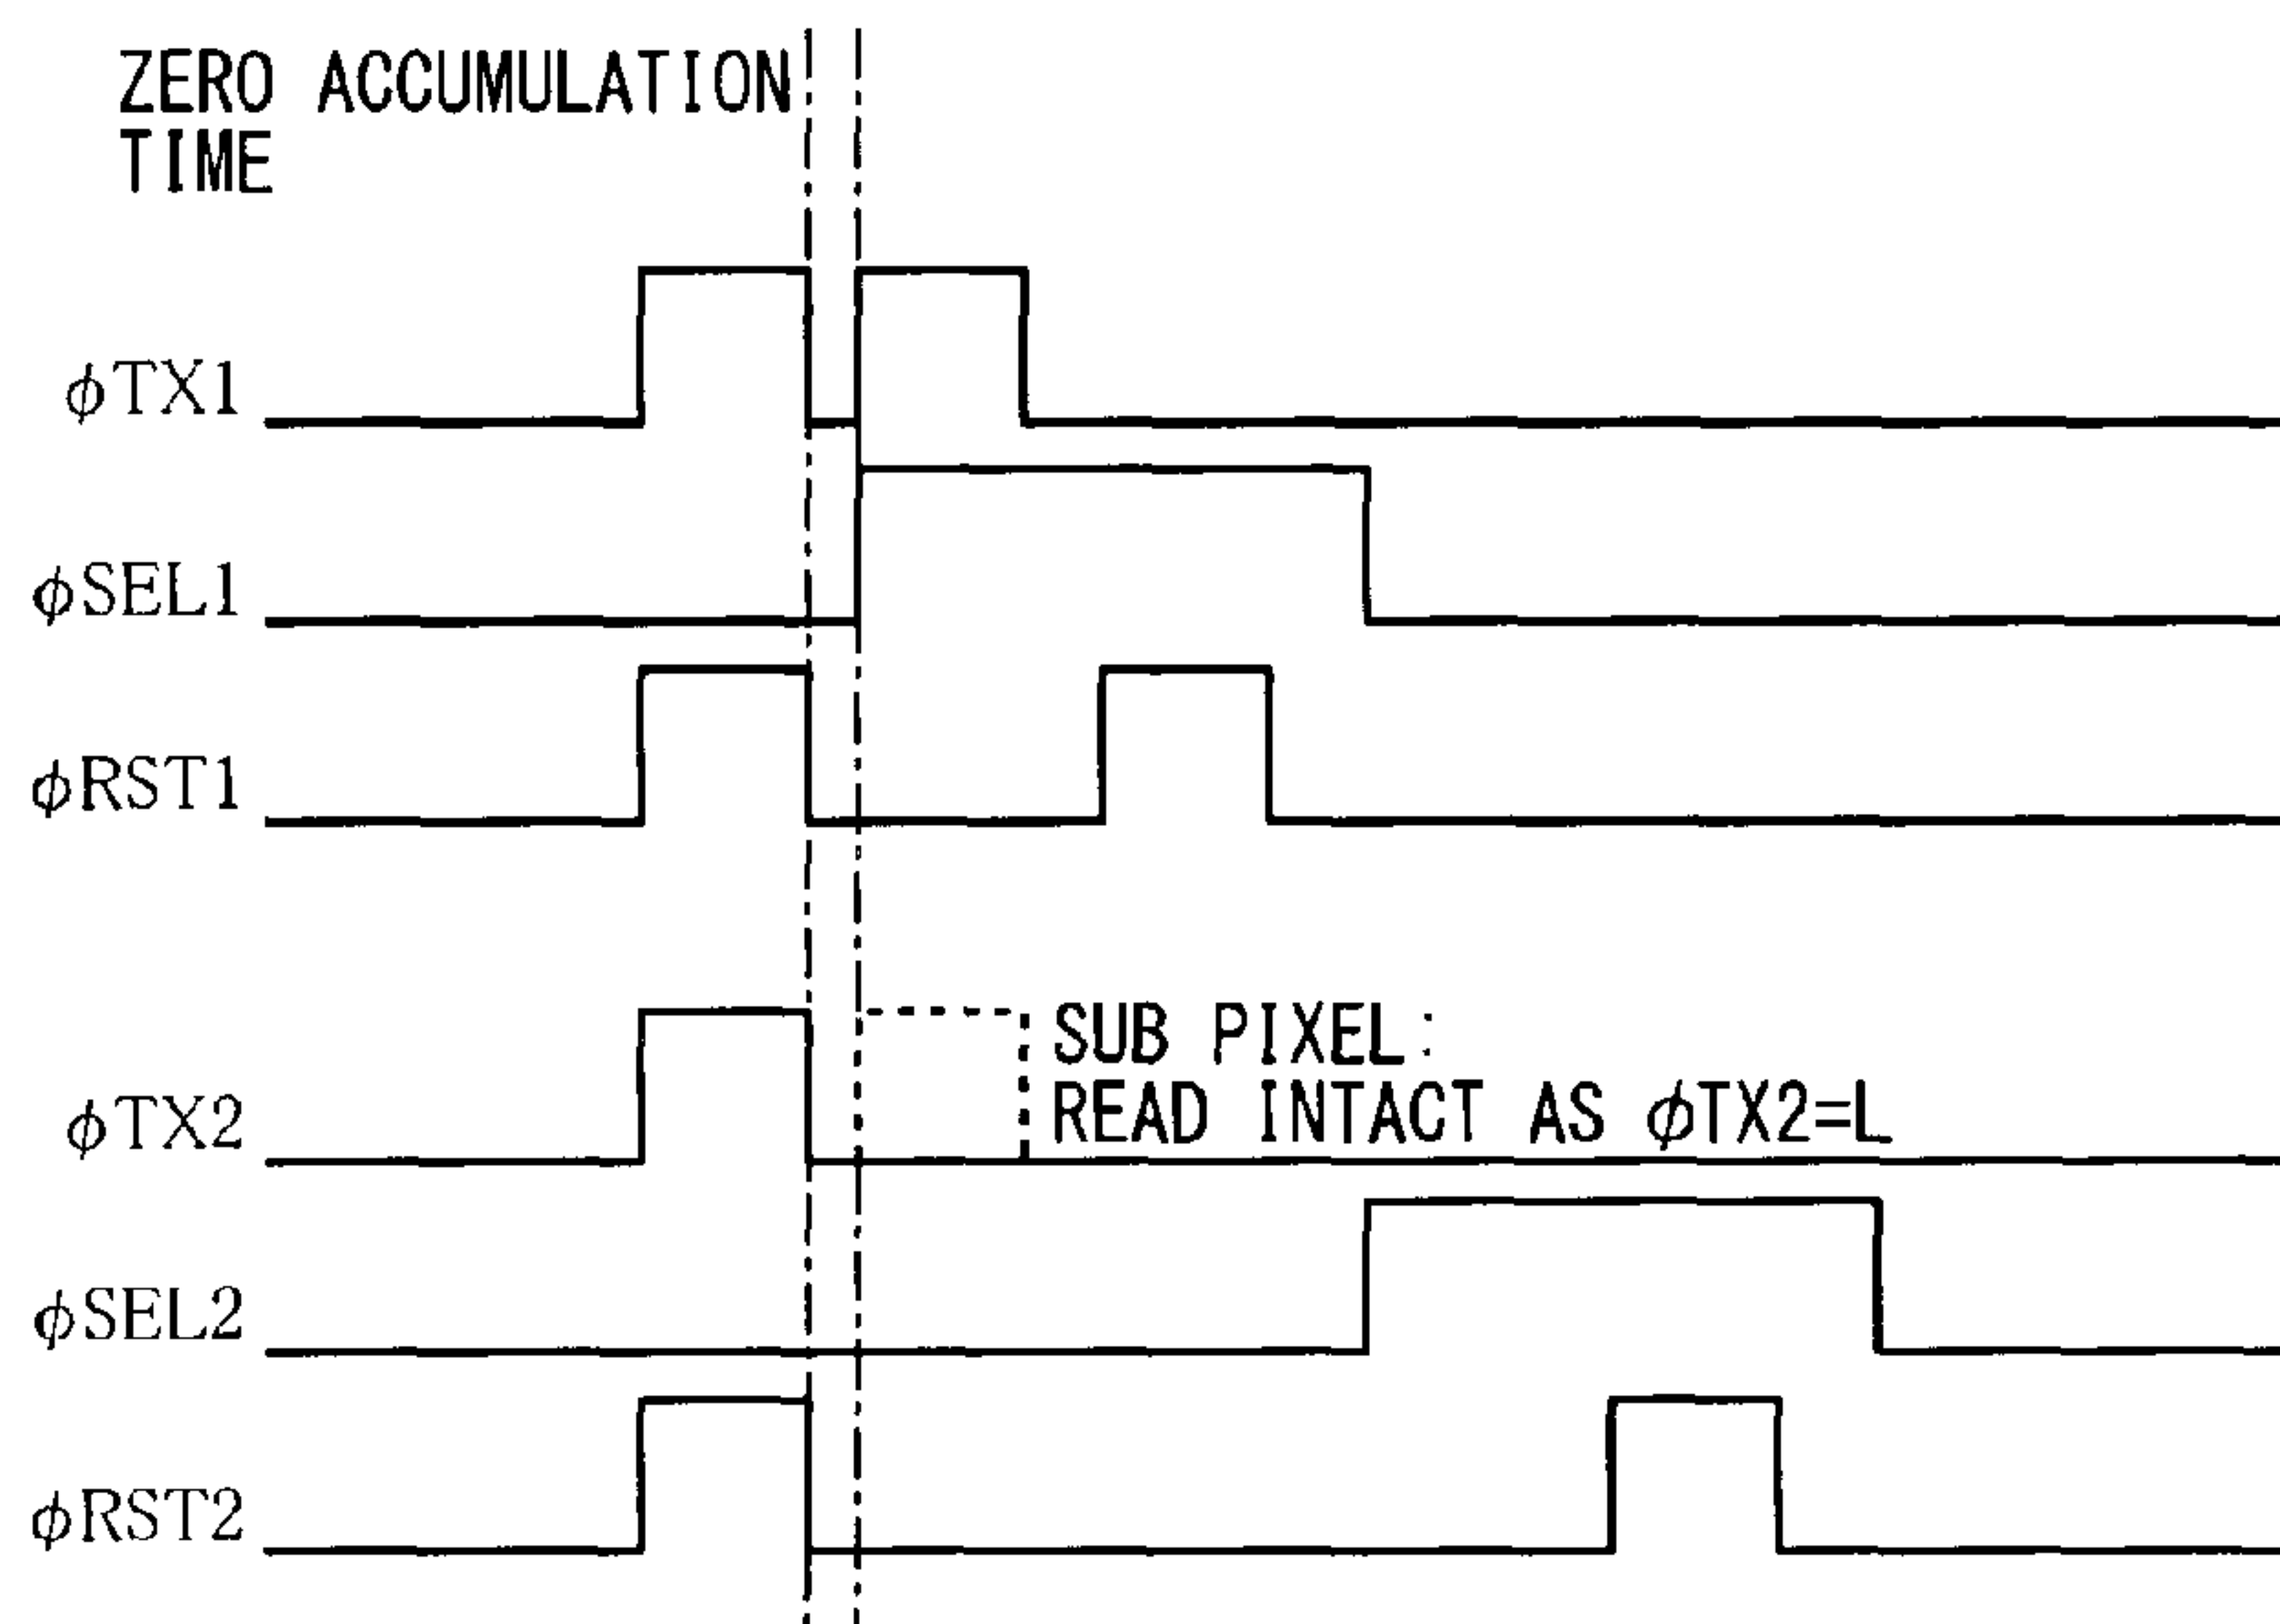 ZERO ACCUMULATION
TIME
φTX1
φSEL1
φRST1
SUB PIXEL:
READ INTACT AS φTX2=L
φTX2
φSEL2
φRST2